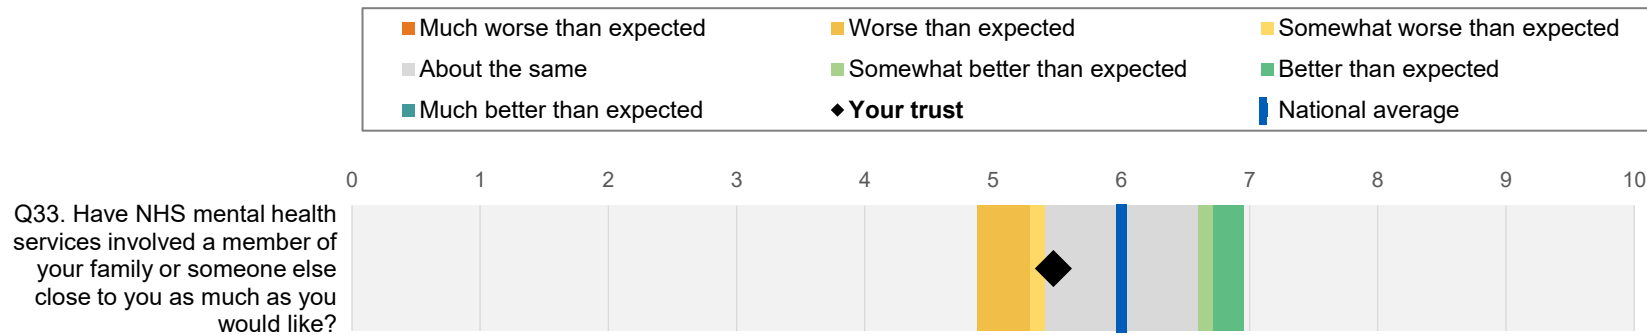 Much worse than expected Worse than expected Somewhat worse than expected
About the same Somewhat better than expected Better than expected
Much better than expected Your trust National average
0 1 2 3 4 5 6 7 8 9 10
Q33. Have NHS mental health
services involved a member of
your family or someone else
close to you as much as you
would like?